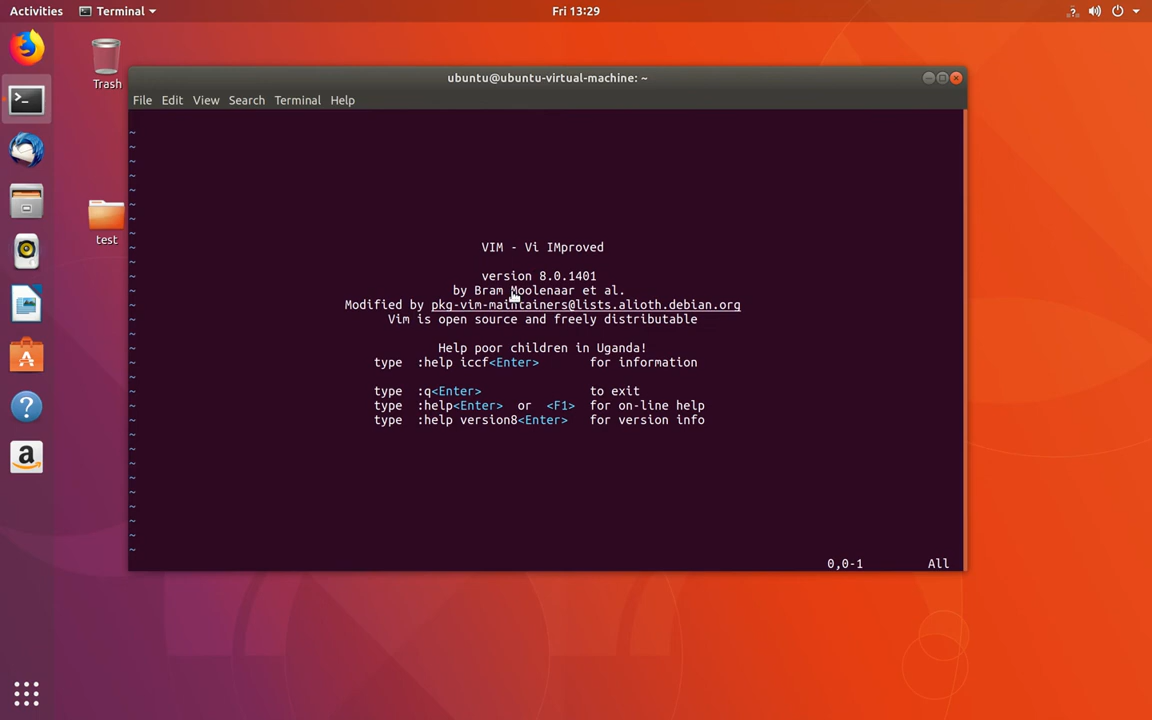 Activities Terminal Fri 13:29
Trash
ubuntu@ubuntu-virtual-machine: ~
File Edit View Search Terminal Help
~
~
~
~
~
~
test
~
~
~
VIM - Vi IMproved
~
~
version 8.0.1401
~
by Bram Moolenaar et al.
~
Modified by pkg-vim-maintainers@lists.alioth.debian.org
~
Vim is open source and freely distributable
~
~
Help poor children in Uganda!
~
type :help iccf<Enter> for information
~
~
type :q<Enter> to exit
~
type :help<Enter> or <F1> for on-line help
~
type :help version8<Enter> for version info
~
~
~
~
~
~
~
~
~
0,0-1 All